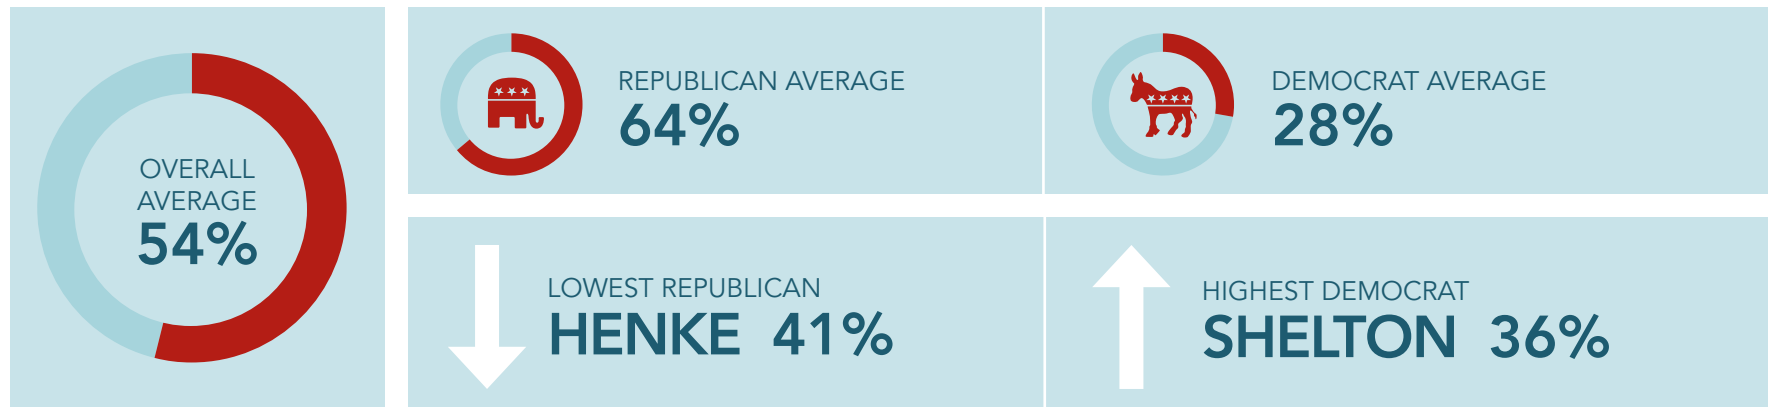 OVERALL
AVERAGE
54%
REPUBLICAN AVERAGE
64%
DEMOCRAT AVERAGE
28%
LOWEST REPUBLICAN
HENKE 41%
HIGHEST DEMOCRAT
SHELTON 36%